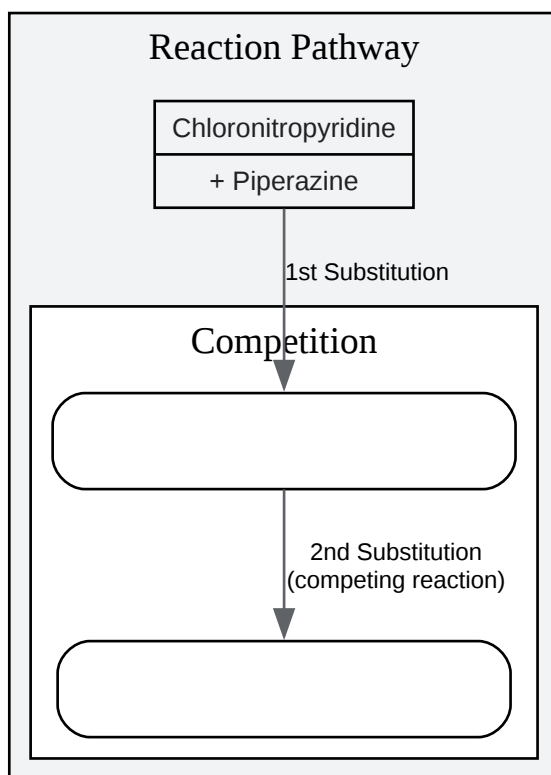 Reaction Pathway
Chloronitropyridine
+ Piperazine
1st Substitution
Competition
2nd Substitution
(competing reaction)